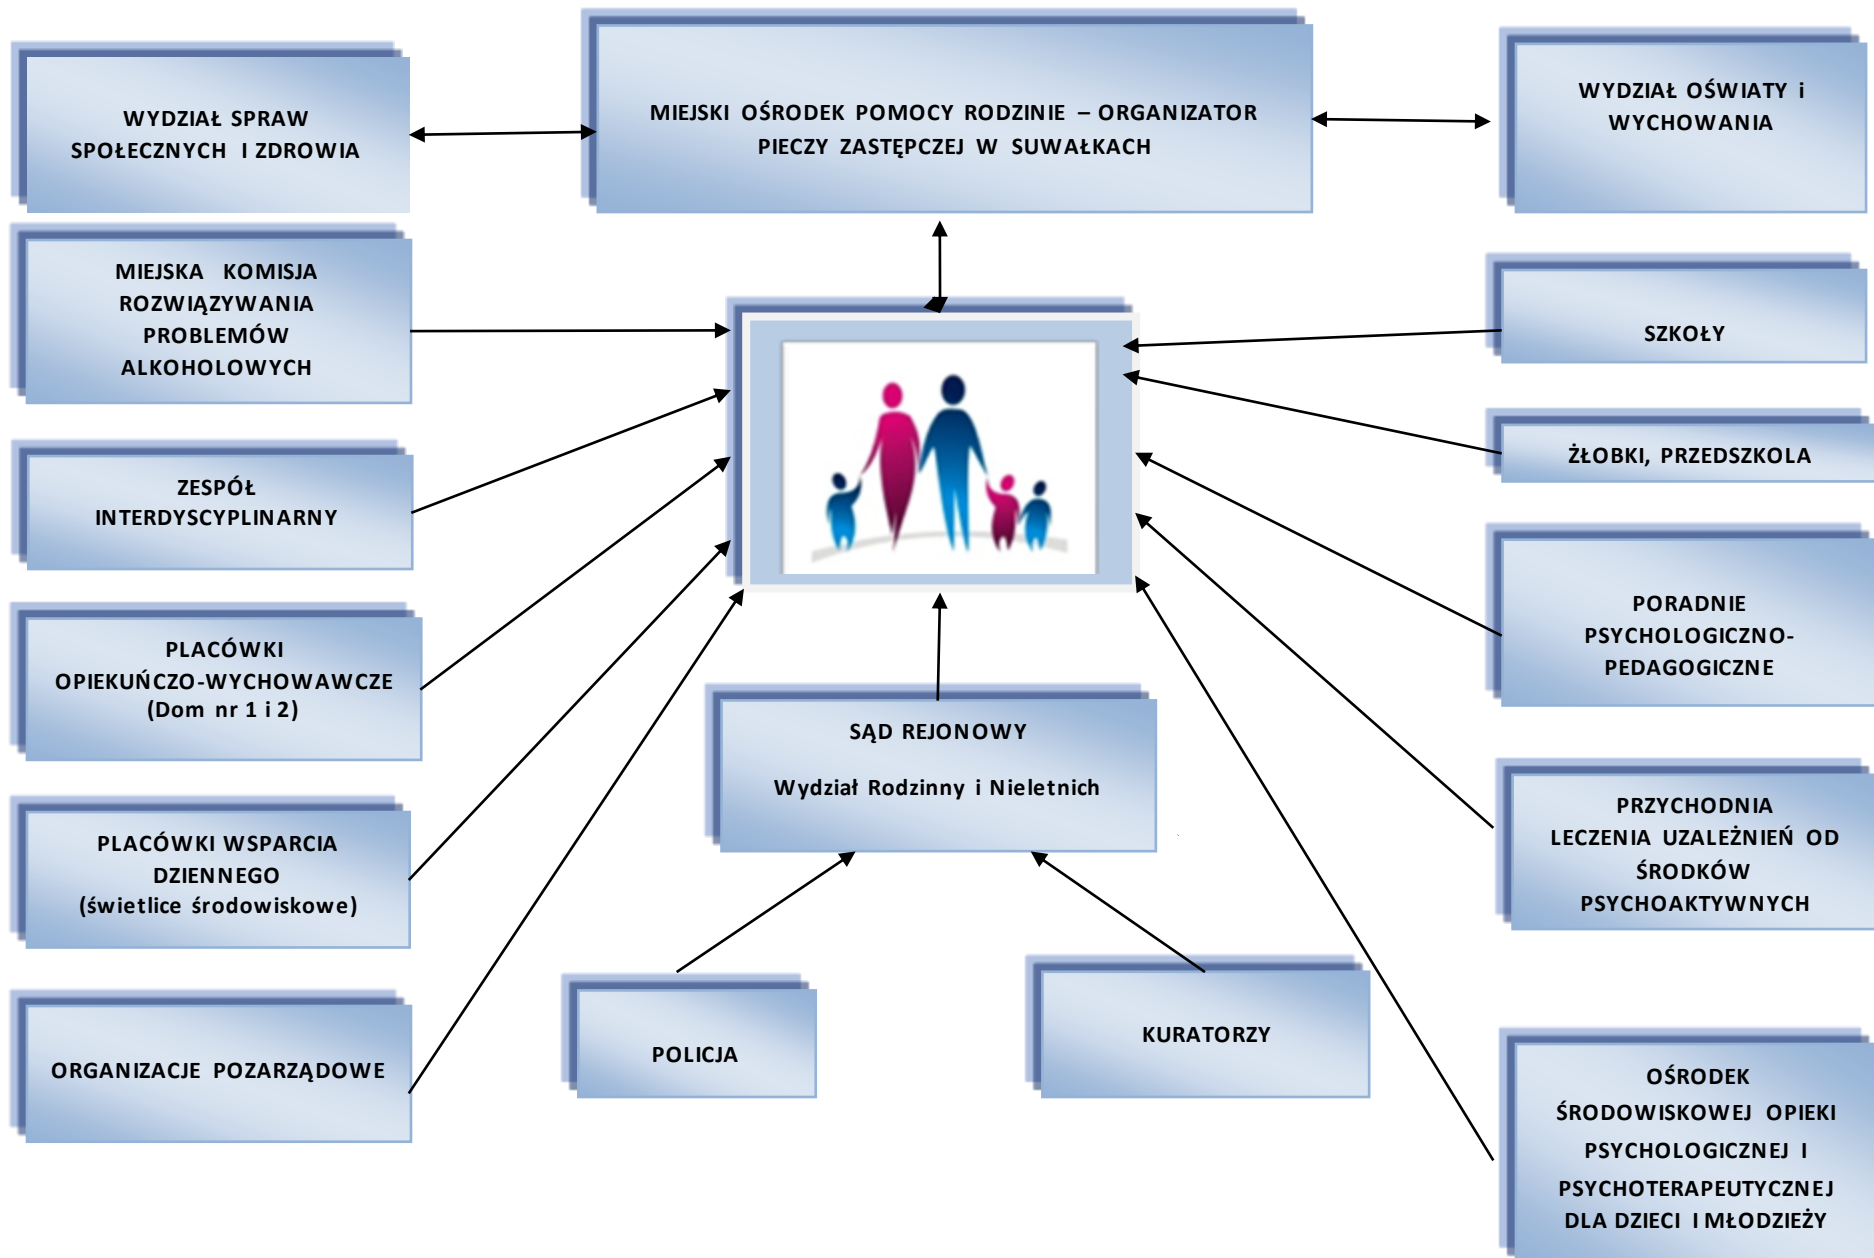 WYDZIAŁ SPRAW
SPOŁECZNYCH I ZDROWIA
MIEJSKI OŚRODEK POMOCY RODZINIE – ORGANIZATOR
PIECZY ZASTĘPCZEJ W SUWAŁKACH
WYDZIAŁ OŚWIATY i
WYCHOWANIA
MIEJSKA KOMISJA
ROZWIĄZYWANIA
PROBLEMÓW
ALKOHOLOWYCH
SZKOŁY
ŻŁOBKI, PRZEDSZKOLA
ZESPÓŁ
INTERDYSCYPLINARNY
PORADNIE
PSYCHOLOGICZNO-
PEDAGOGICZNE
PLACÓWKI
OPIEKUŃCZO-WYCHOWAWCZE
(Dom nr 1 i 2)
SĄD REJONOWY
Wydział Rodzinny i Nieletnich
PLACÓWKI WSPARCIA
DZIENNEGO
(świetlice środowiskowe)
PRZYCHODNIA
LECZENIA UZALEŻNIEŃ OD
ŚRODKÓW
PSYCHOAKTYWNYCH
ORGANIZACJE POZARZĄDOWE
POLICJA
KURATORZY
OŚRODEK
ŚRODOWISKOWEJ OPIEKI
PSYCHOLOGICZNEJ I
PSYCHOTERAPEUTYCZNEJ
DLA DZIECI I MŁODZIEŻY